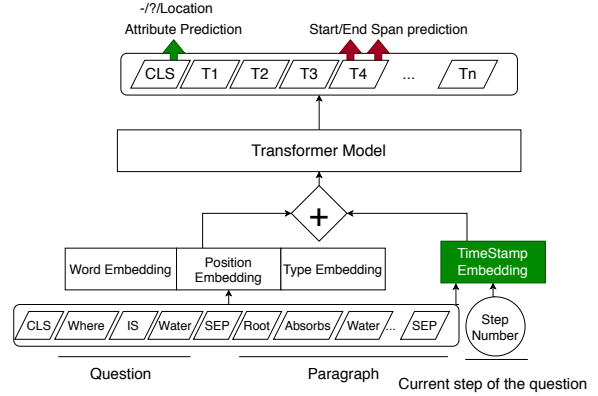 -/?/Location
Attribute Prediction
Start/End Span prediction
CLS T1 T2 T3 T4 ... Tn
Transformer Model
+
Word Embedding
Position
Embedding
Type Embedding
TimeStamp
Embedding
CLS Where IS Water SEP Root Absorbs Water ... SEP
Step
Number
Question
Paragraph
Current step of the question